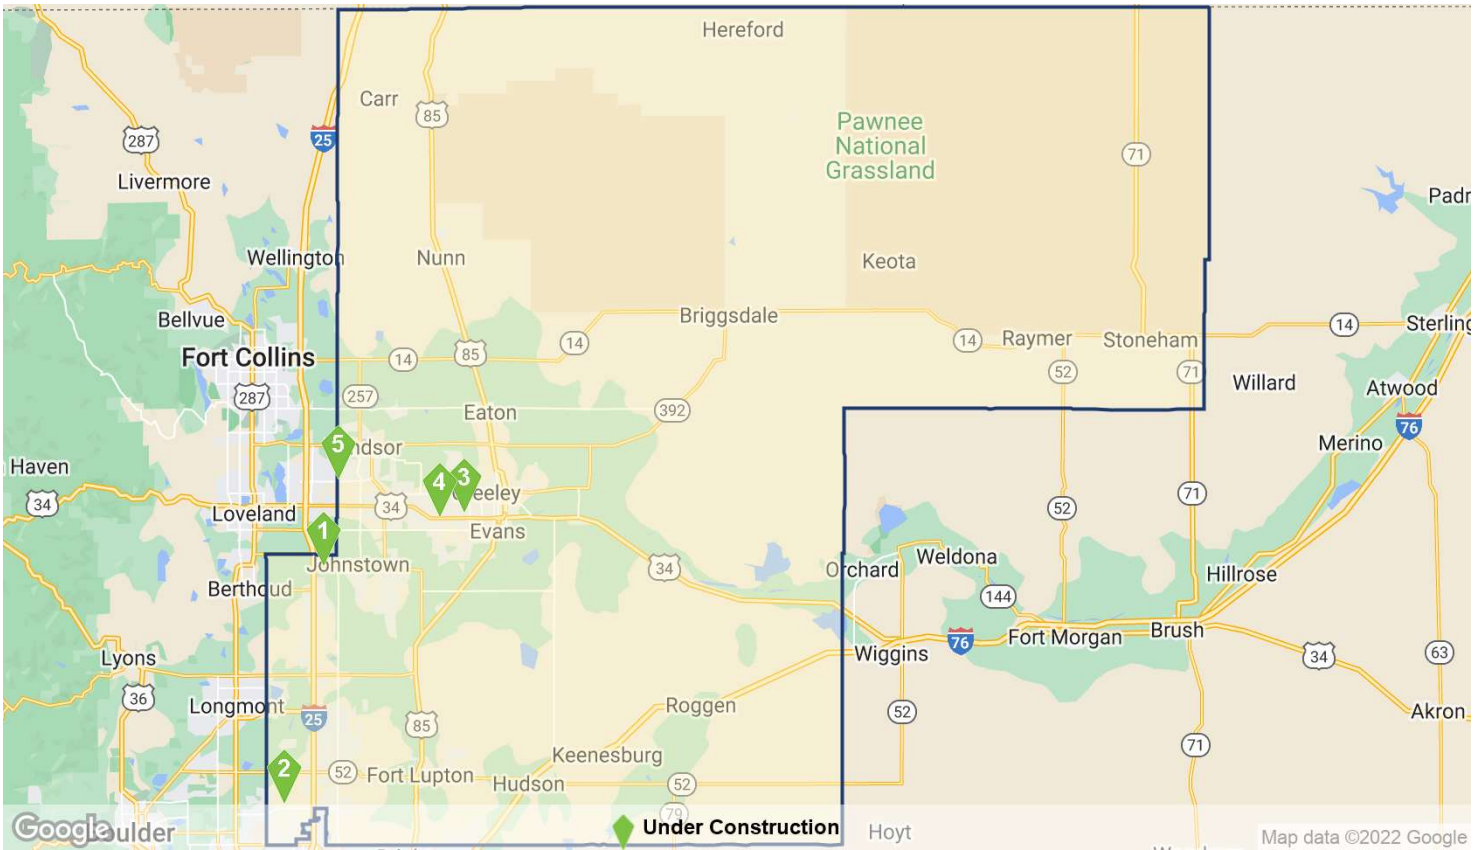 Hereford
Carr
85
287
25
Pawnee
National
Grassland
71
Livermore
Padr
Wellington
Nunn
Keota
Bellvue
Briggsdale
14
Sterling
Fort Collins
14
85
14
14
Raymer
Stoneham
287
257
52
71
Willard
Atwood
Eaton
392
76
5
ndsor
Merino
Haven
4
3
eeley
34
Loveland
34
71
52
1
Evans
Johnstown
34
Orchard
Weldona
Hillrose
Berthoud
144
76
Fort Morgan
Brush
Lyons
Wiggins
34
63
36
Longmont
25
85
Roggen
52
Akron
71
2
52
Fort Lupton
Keenesburg
Hudson
52
79
Google
oulder
Under Construction
Hoyt
Map data ©2022 Google